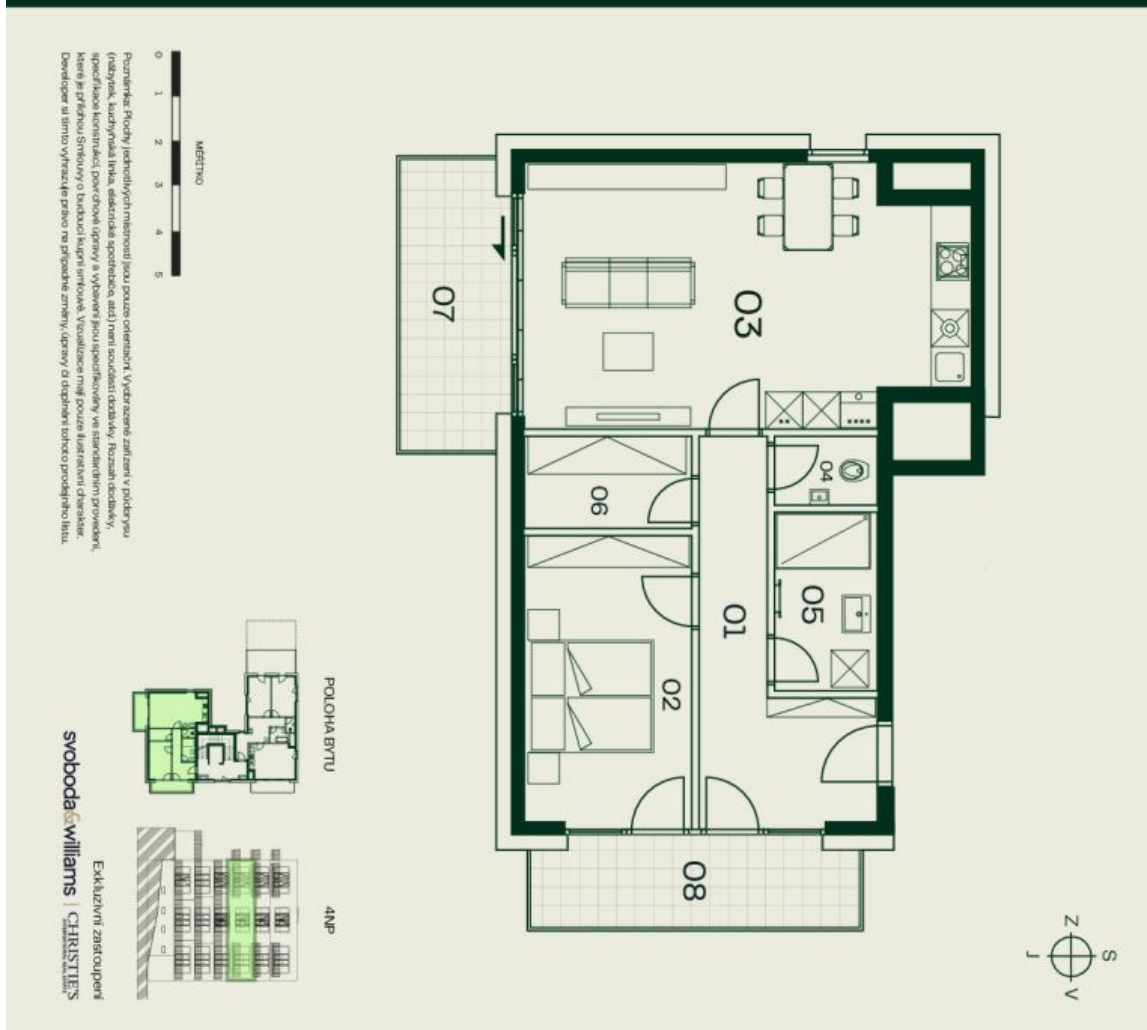 03
07
04
06
05
01
02
08
MĚŘÍTKO
0 1 2 3 4 5
Poznámka: Plochy jednotlivých místností jsou pouze orientační. Vyobrazené zařízení v půdorysu
(nábytek, kuchyňská linka, elektrické spotřebiče, atd.) není součástí dodávky. Rozsah dodávky,
specifikace konstrukcí, povrchové úpravy a vybavení jsou specifikovány ve standardním provedení,
které je přílohou Smlouvy o budoucí kupní smlouvě. Vizualizace mají pouze ilustrativní charakter.
Developer si tímto vyhrazuje právo na případné změny, úpravy či doplnění tohoto prodejního listu.
POLOHA BYTU
4NP
Exkluzivní zastoupení
svoboda&williams | CHRISTIE'S
INTERNATIONAL REAL ESTATE
S
Z
V
J